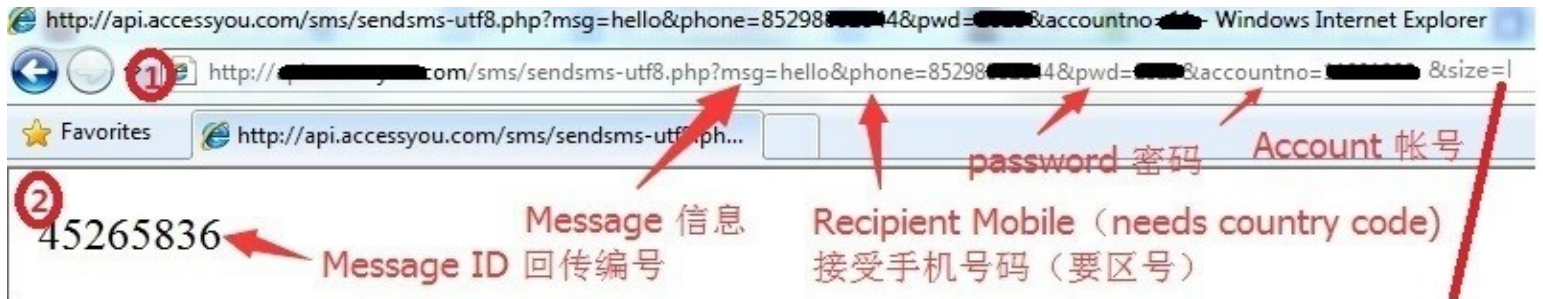 http://api.accessyou.com/sms/sendsms-utf8.php?msg=hello&phone=85298 4&pwd= &accountno - Windows Internet Explorer
1 http:// com/sms/sendsms-utf8.php?msg=hello&phone=85298 4&pwd= &accountno= &size=l
Favorites http://api.accessyou.com/sms/sendsms-utf8.ph...
password 密码 Account 帐号
2
45265836
Message 信息 Recipient Mobile（needs country code)
Message ID 回传编号 接受手机号码（要区号）